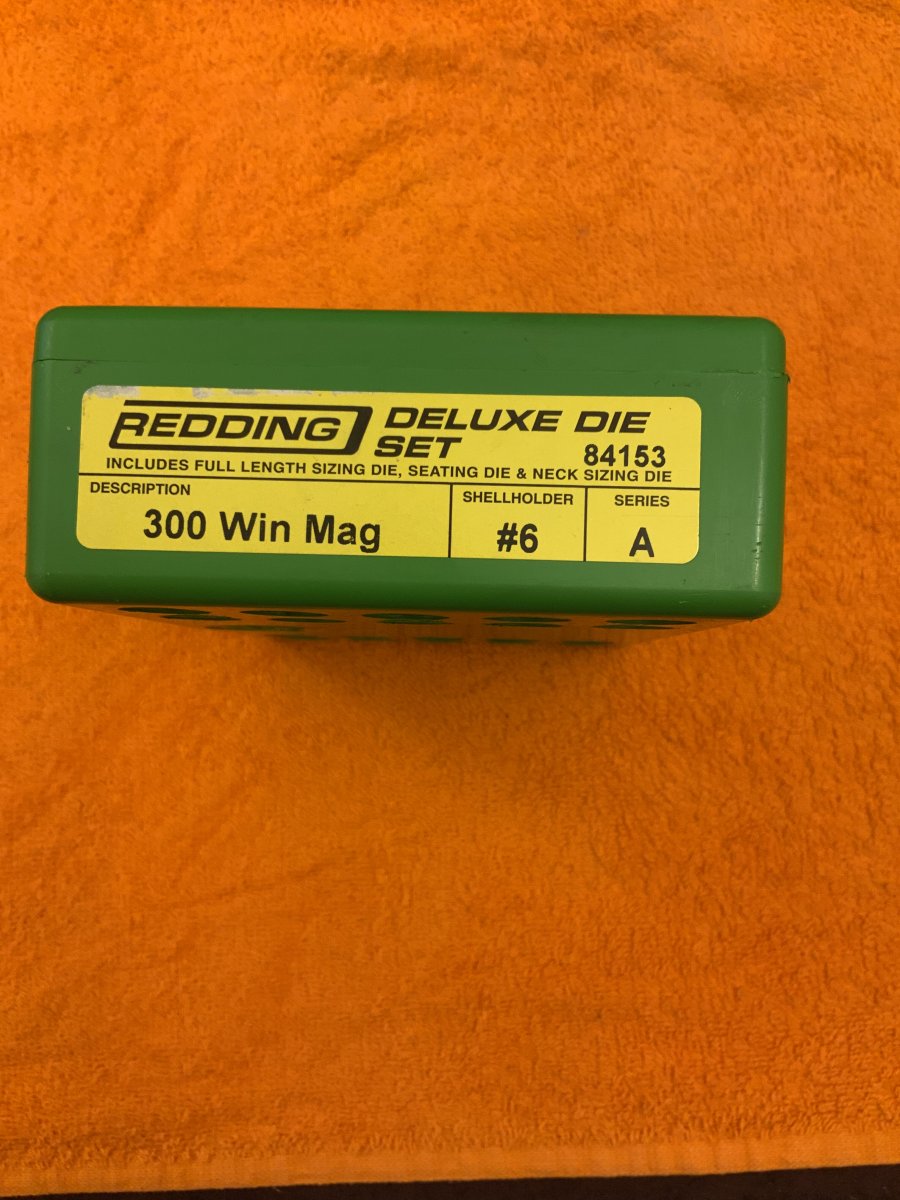 REDDING DELUXE DIE
SET 84153
INCLUDES FULL LENGTH SIZING DIE, SEATING DIE & NECK SIZING DIE
DESCRIPTION SHELLHOLDER SERIES
300 Win Mag #6 A